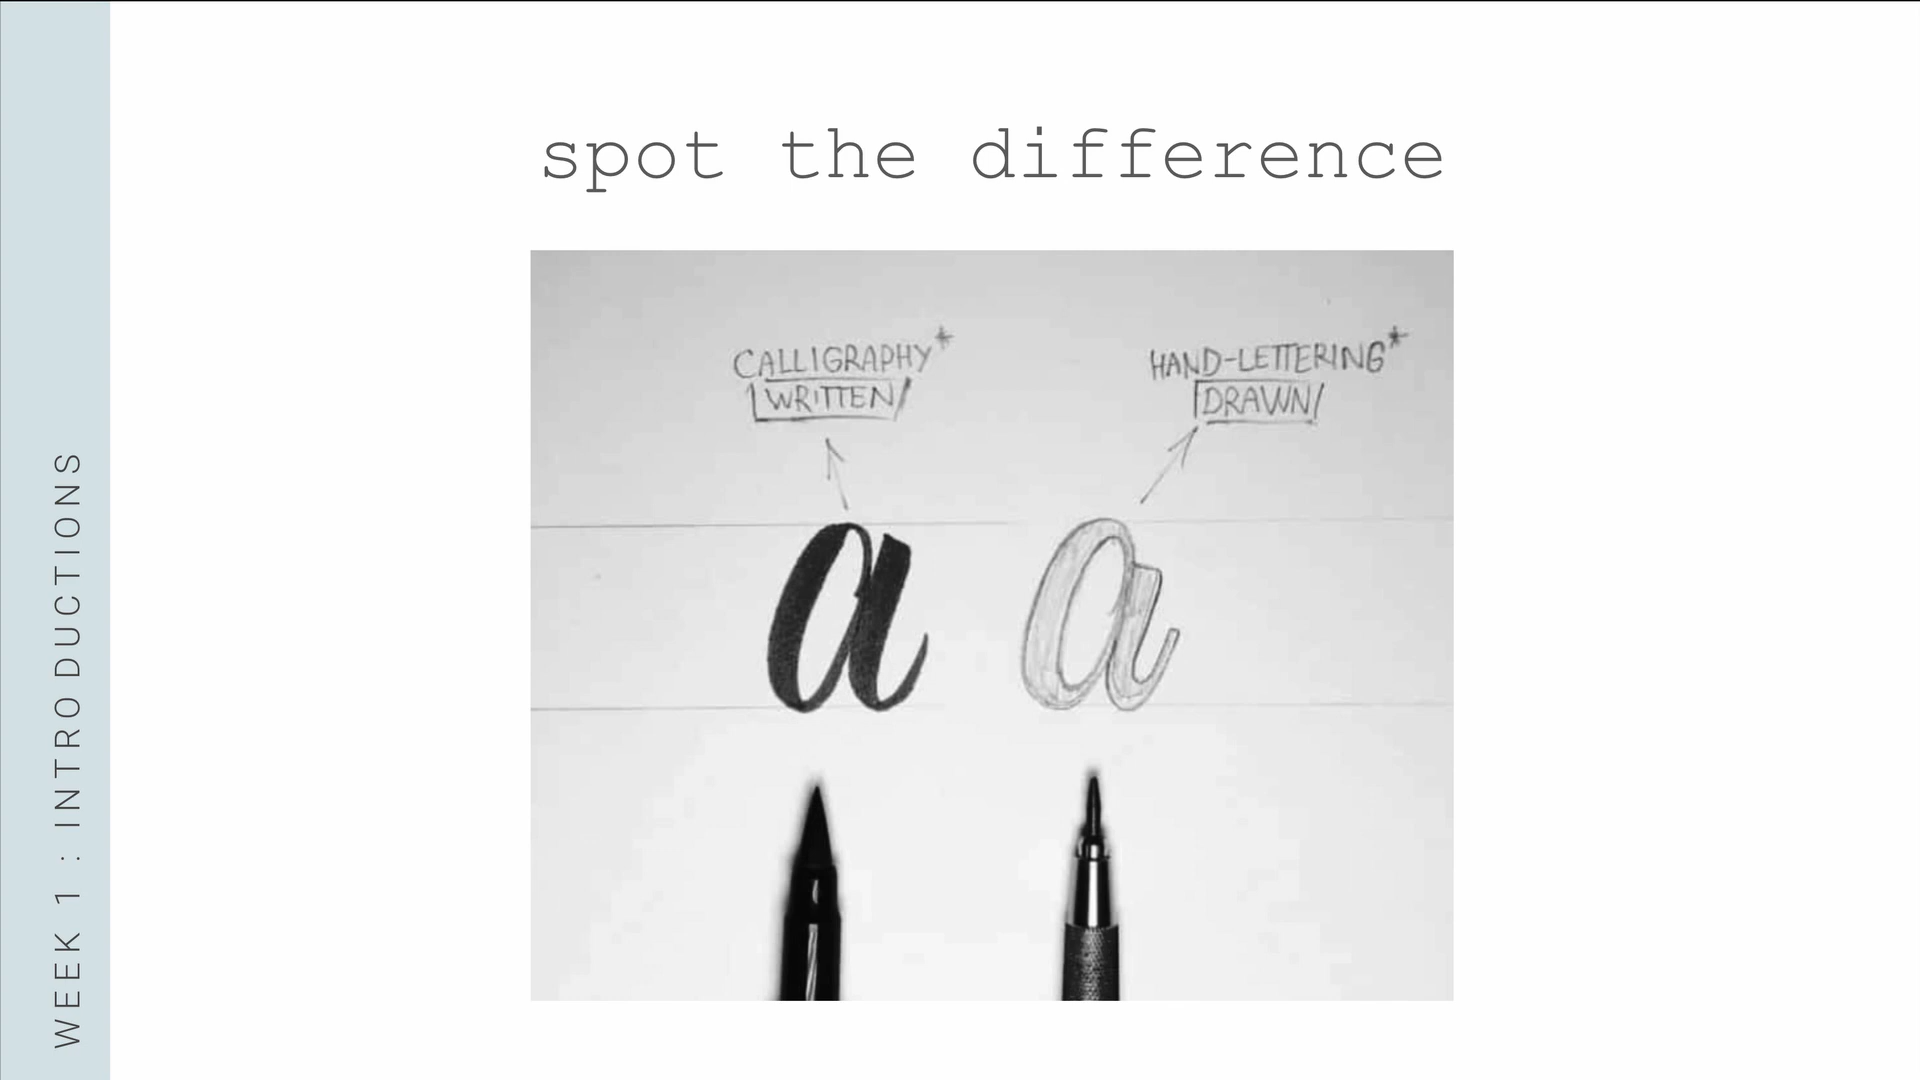 WEEK 1 : INTRODUCTIONS
spot the difference
CALLIGRAPHY*
WRITTEN
HAND-LETTERING*
DRAWN
a
a